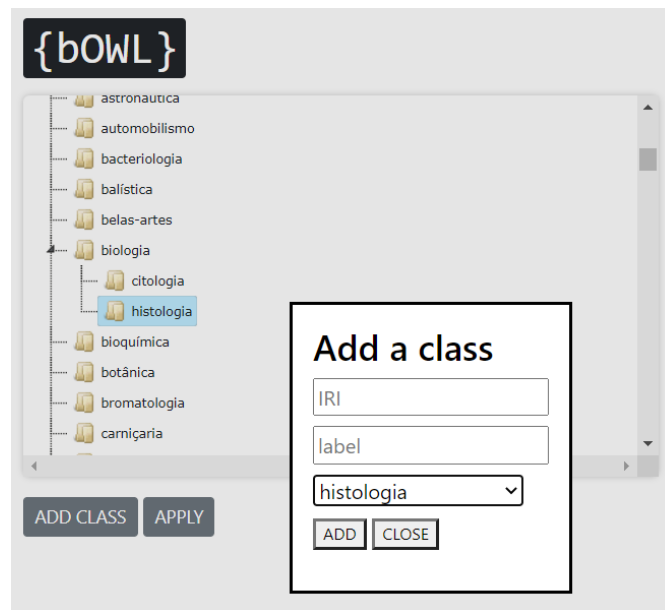 {bOWL}
astronáutica
automobilismo
bacteriologia
balística
belas-artes
biologia
citologia
histologia
bioquímica
botânica
bromatologia
carniçaria
ADD CLASS APPLY
Add a class
IRI
label
histologia
ADD CLOSE